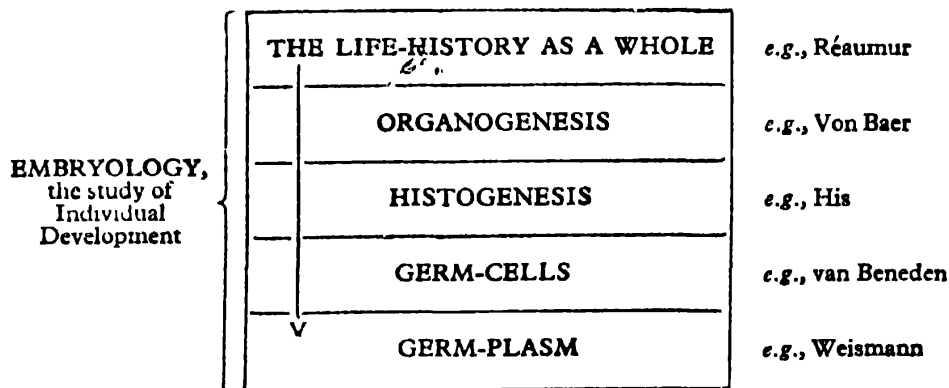 THE LIFE-HISTORY AS A WHOLE e.g., Réaumur
ORGANOGENESIS e.g., Von Baer
EMBRYOLOGY,
the study of
Individual
Development
HISTOGENESIS e.g., His
GERM-CELLS e.g., van Beneden
GERM-PLASM e.g., Weismann